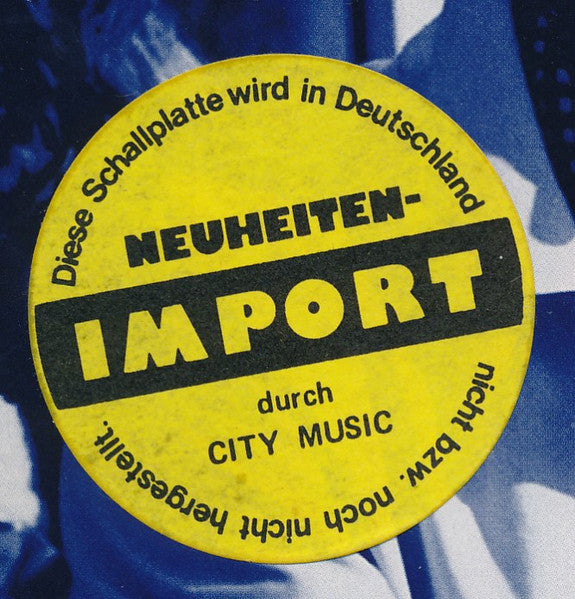 Diese Schallplatte wird in Deutschland
NEUHEITEN-
IMPORT
durch
CITY MUSIC
nicht bzw. noch nicht hergestellt.